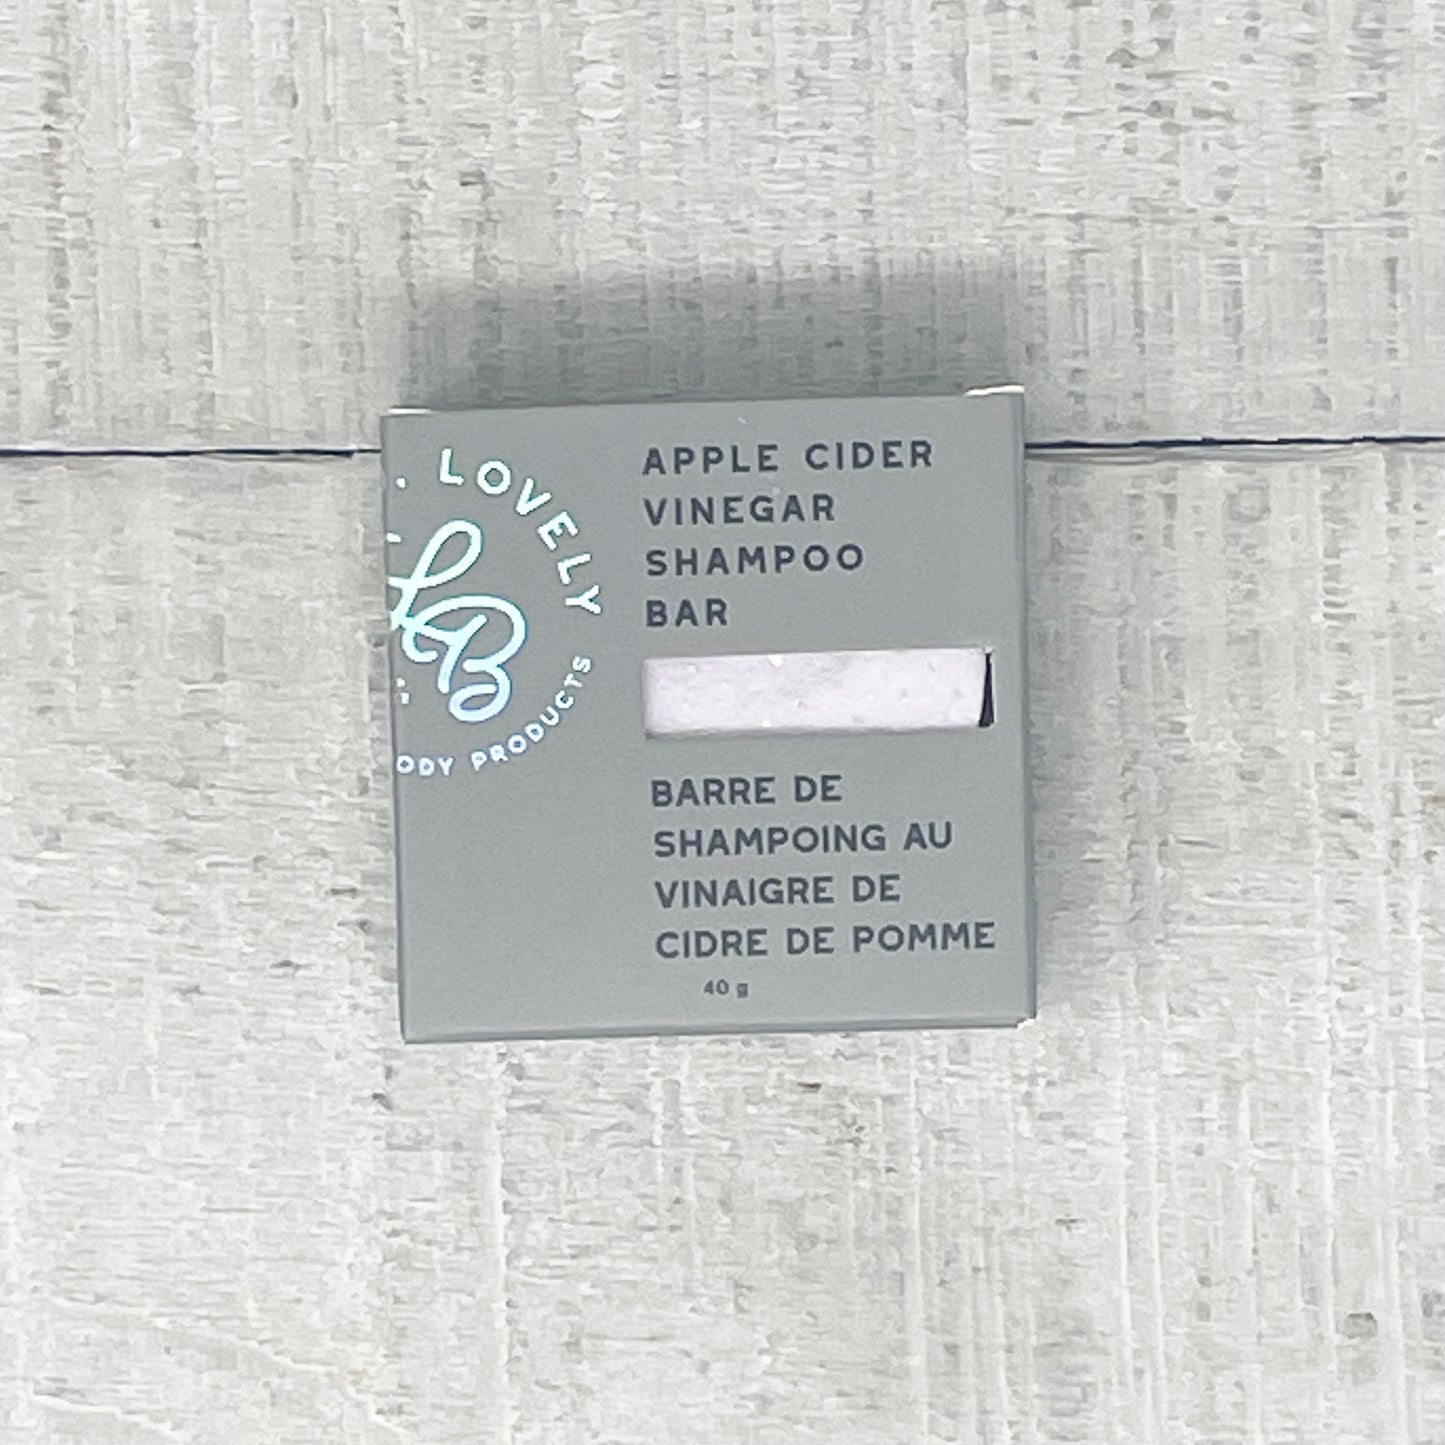 LOVELY
LB
ODY PRODUCTS
APPLE CIDER
VINEGAR
SHAMPOO
BAR
BARRE DE
SHAMPOING AU
VINAIGRE DE
CIDRE DE POMME
40 g